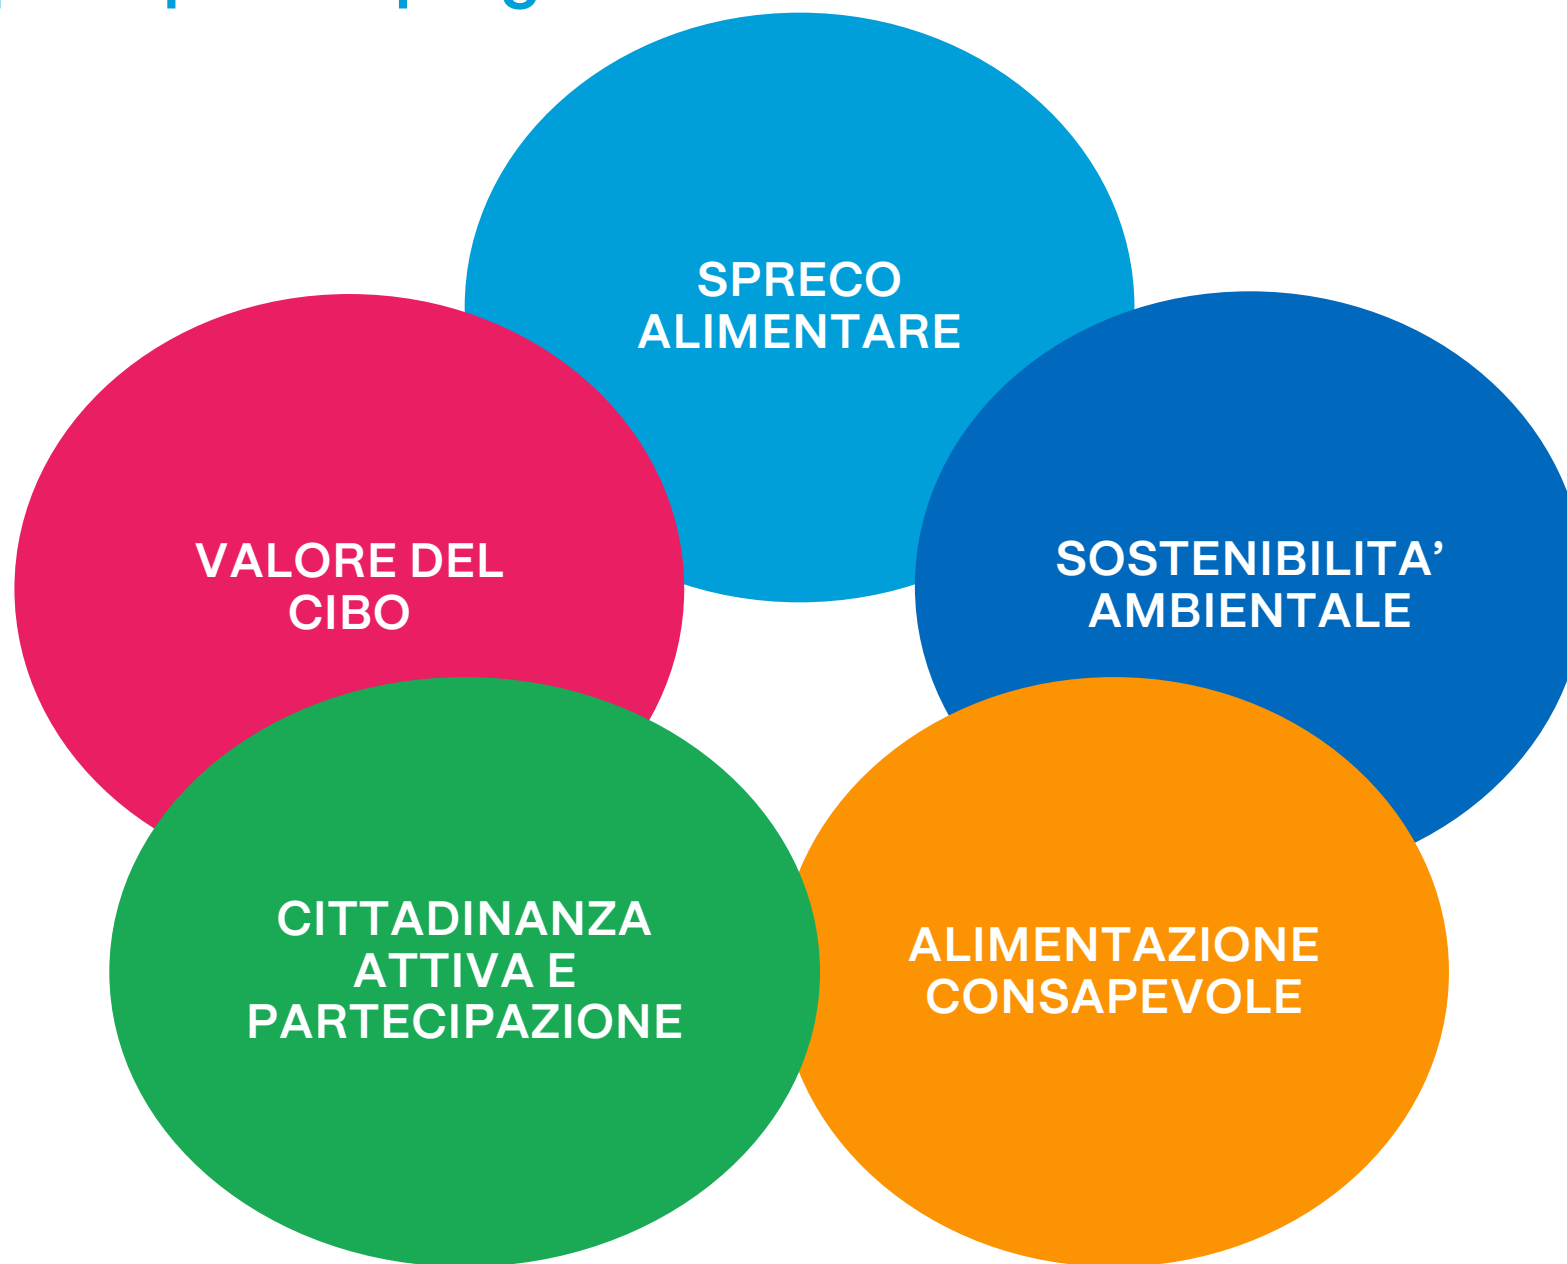 SPRECO
ALIMENTARE
VALORE DEL
CIBO
SOSTENIBILITA’
AMBIENTALE
CITTADINANZA
ATTIVA E
PARTECIPAZIONE
ALIMENTAZIONE
CONSAPEVOLE